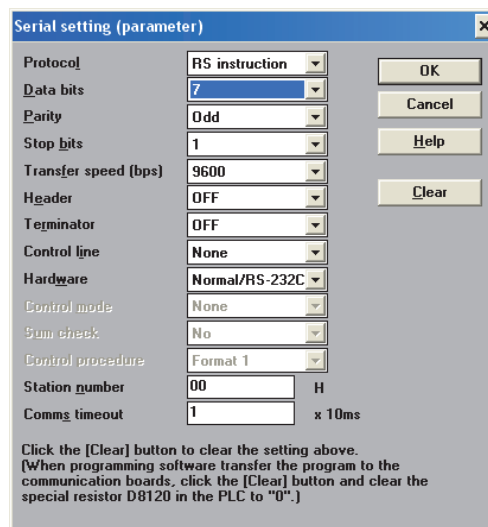 Serial setting (parameter)
Protocol RS instruction
OK
Data bits 7
Cancel
Parity Odd
Stop bits 1
Help
Transfer speed (bps) 9600
Header OFF
Clear
Terminator OFF
Control line None
Hardware Normal/RS-232C
Control mode None
Sum check No
Control procedure Format 1
Station number 00 H
Comms timeout 1 x 10ms
Click the [Clear] button to clear the setting above.
(When programming software transfer the program to the
communication boards, click the [Clear] button and clear the
special resistor D8120 in the PLC to "0".)